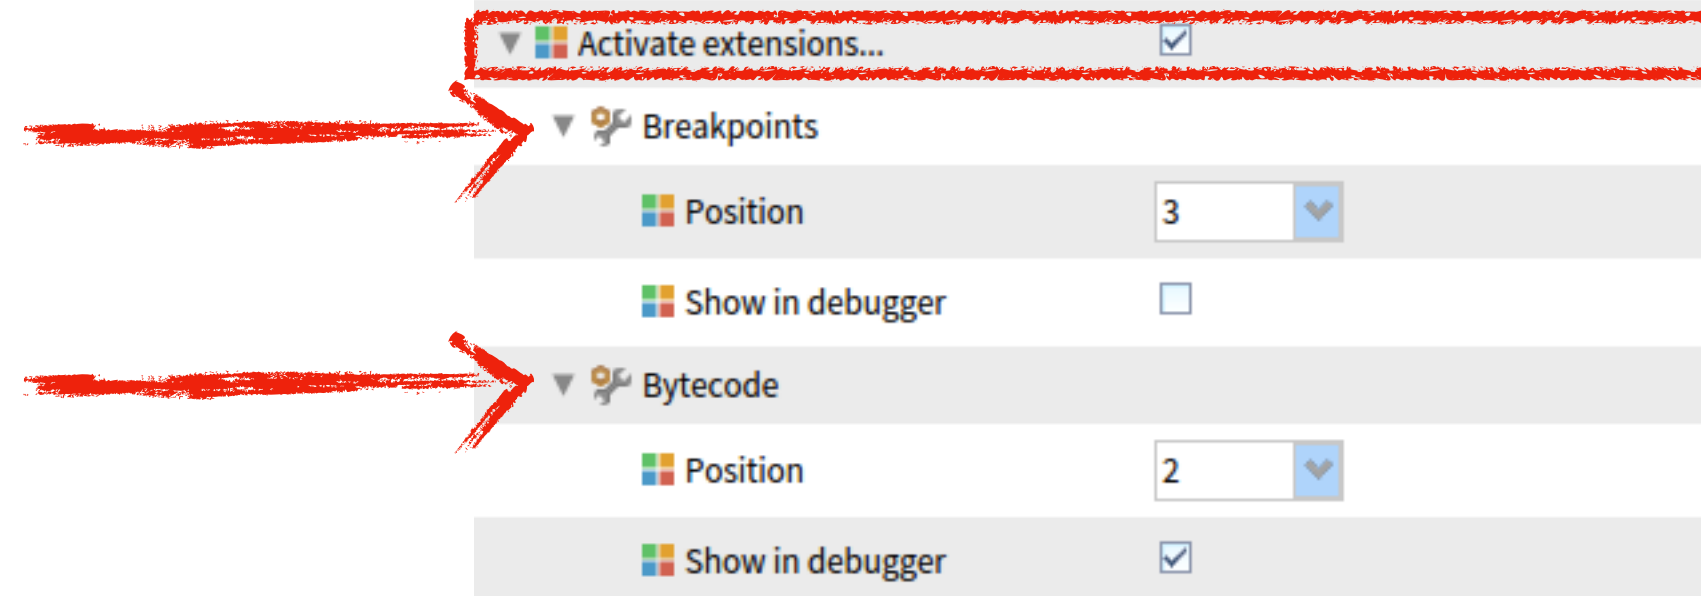 Activate extensions...
Breakpoints
Position 3
Show in debugger
Bytecode
Position 2
Show in debugger